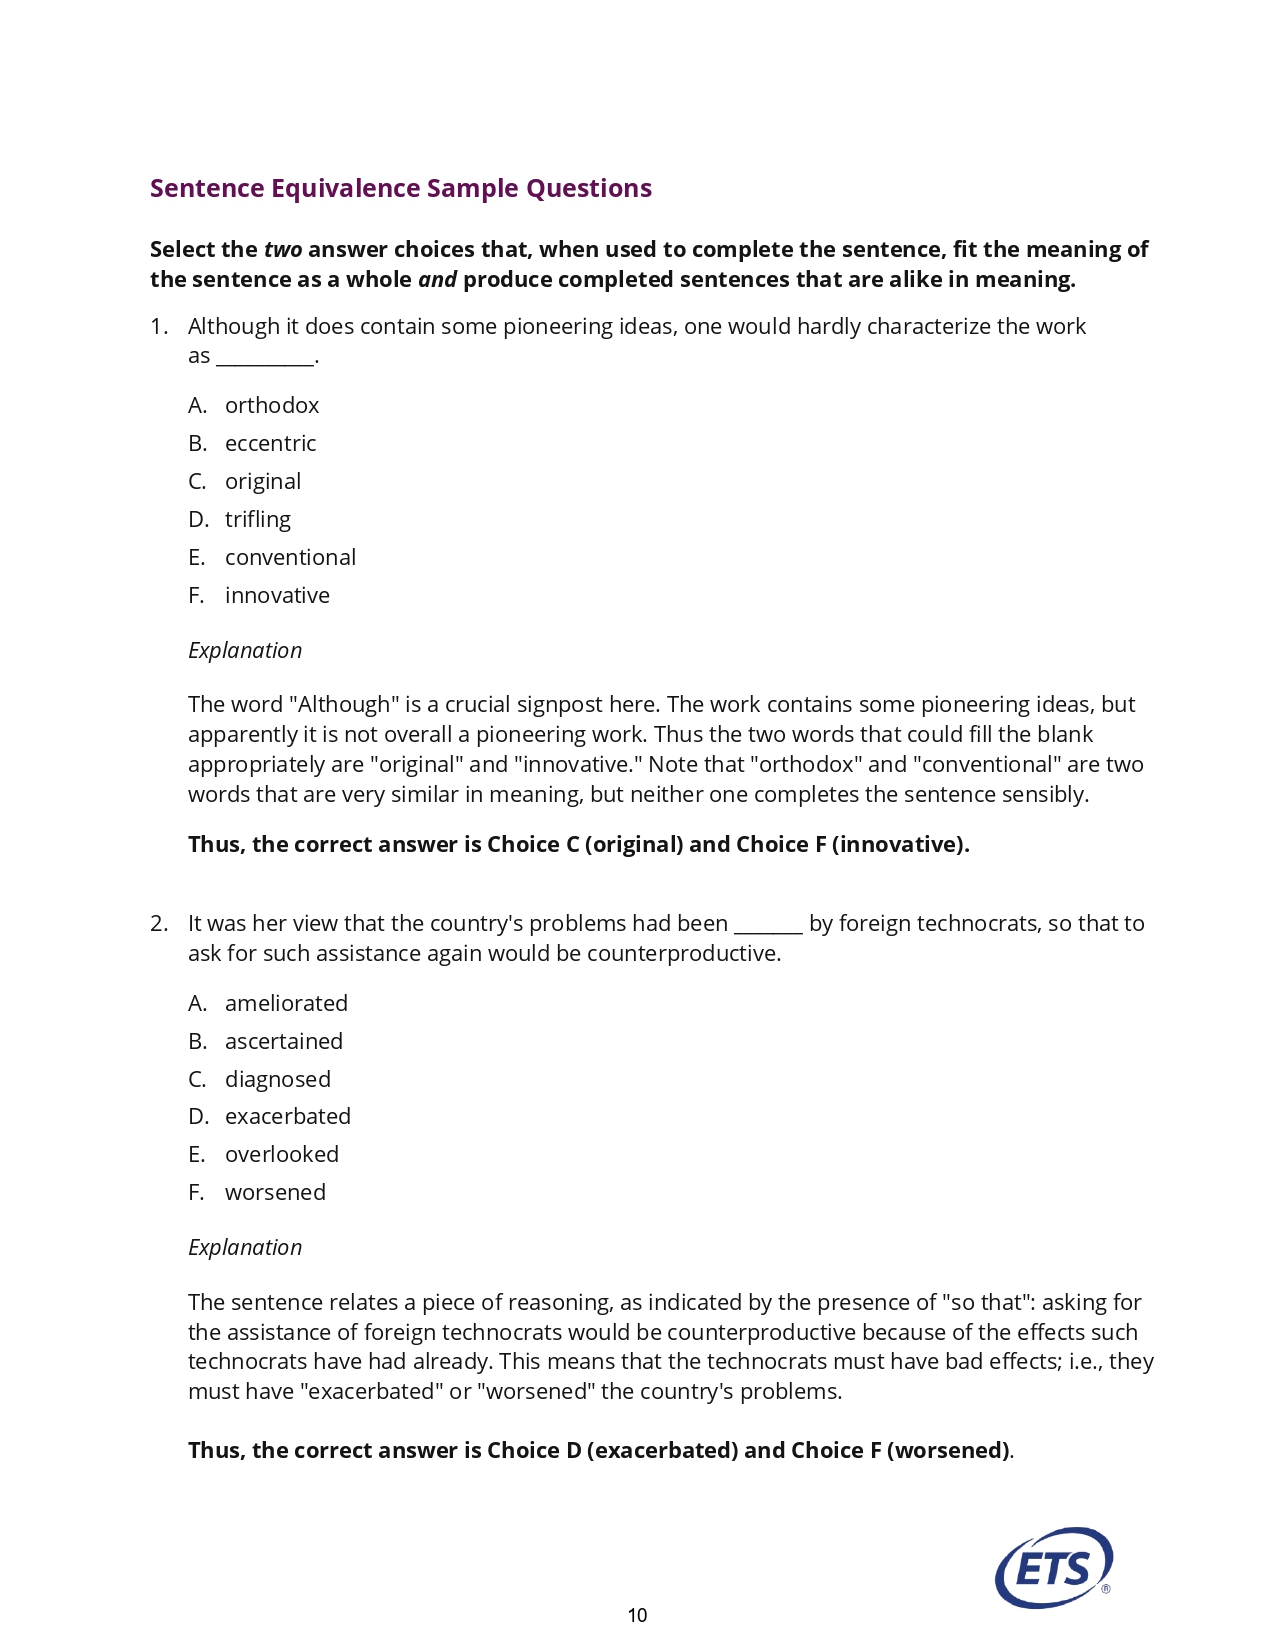 Sentence Equivalence Sample Questions
Select the two answer choices that, when used to complete the sentence, fit the meaning of
the sentence as a whole and produce completed sentences that are alike in meaning.
1. Although it does contain some pioneering ideas, one would hardly characterize the work
as __________.
A. orthodox
B. eccentric
C. original
D. trifling
E. conventional
F. innovative
Explanation
The word "Although" is a crucial signpost here. The work contains some pioneering ideas, but
apparently it is not overall a pioneering work. Thus the two words that could fill the blank
appropriately are "original" and "innovative." Note that "orthodox" and "conventional" are two
words that are very similar in meaning, but neither one completes the sentence sensibly.
Thus, the correct answer is Choice C (original) and Choice F (innovative).
2. It was her view that the country's problems had been _______ by foreign technocrats, so that to
ask for such assistance again would be counterproductive.
A. ameliorated
B. ascertained
C. diagnosed
D. exacerbated
E. overlooked
F. worsened
Explanation
The sentence relates a piece of reasoning, as indicated by the presence of "so that": asking for
the assistance of foreign technocrats would be counterproductive because of the effects such
technocrats have had already. This means that the technocrats must have bad effects; i.e., they
must have "exacerbated" or "worsened" the country's problems.
Thus, the correct answer is Choice D (exacerbated) and Choice F (worsened).
ETS ®
10